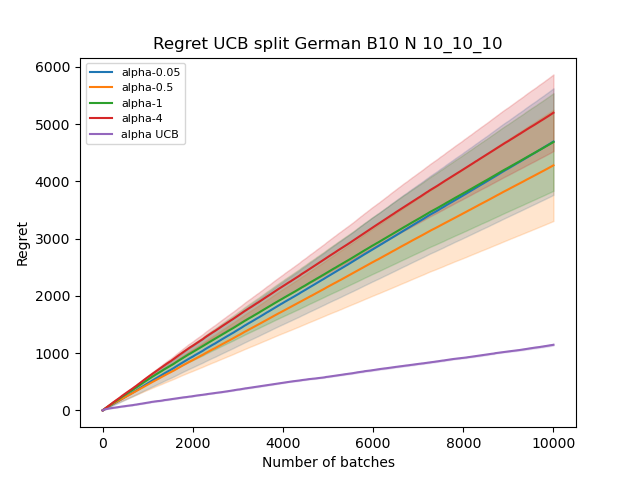 Regret UCB split German B10 N 10_10_10
alpha-0.05
alpha-0.5
alpha-1
alpha-4
alpha UCB
Regret
6000
5000
4000
3000
2000
1000
0
0 2000 4000 6000 8000 10000
Number of batches